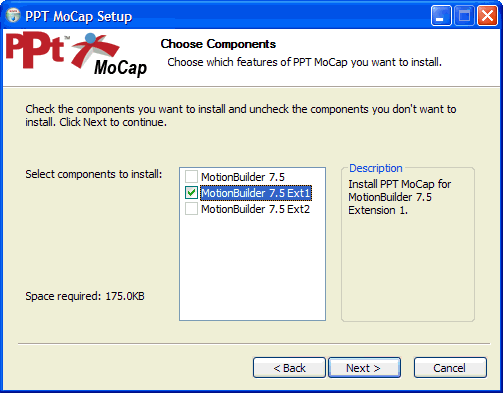 PPT MoCap Setup
PPt™
MoCap
Choose Components
Choose which features of PPT MoCap you want to install.
Check the components you want to install and uncheck the components you don't want to
install. Click Next to continue.
Select components to install:
MotionBuilder 7.5
MotionBuilder 7.5 Ext1
MotionBuilder 7.5 Ext2
Description
Install PPT MoCap for
MotionBuilder 7.5
Extension 1.
Space required: 175.0KB
< Back
Next >
Cancel